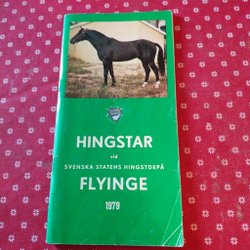 HINGSTAR
vid
SVENSKA STATENS HINGSTDEPÅ
FLYINGE
1979